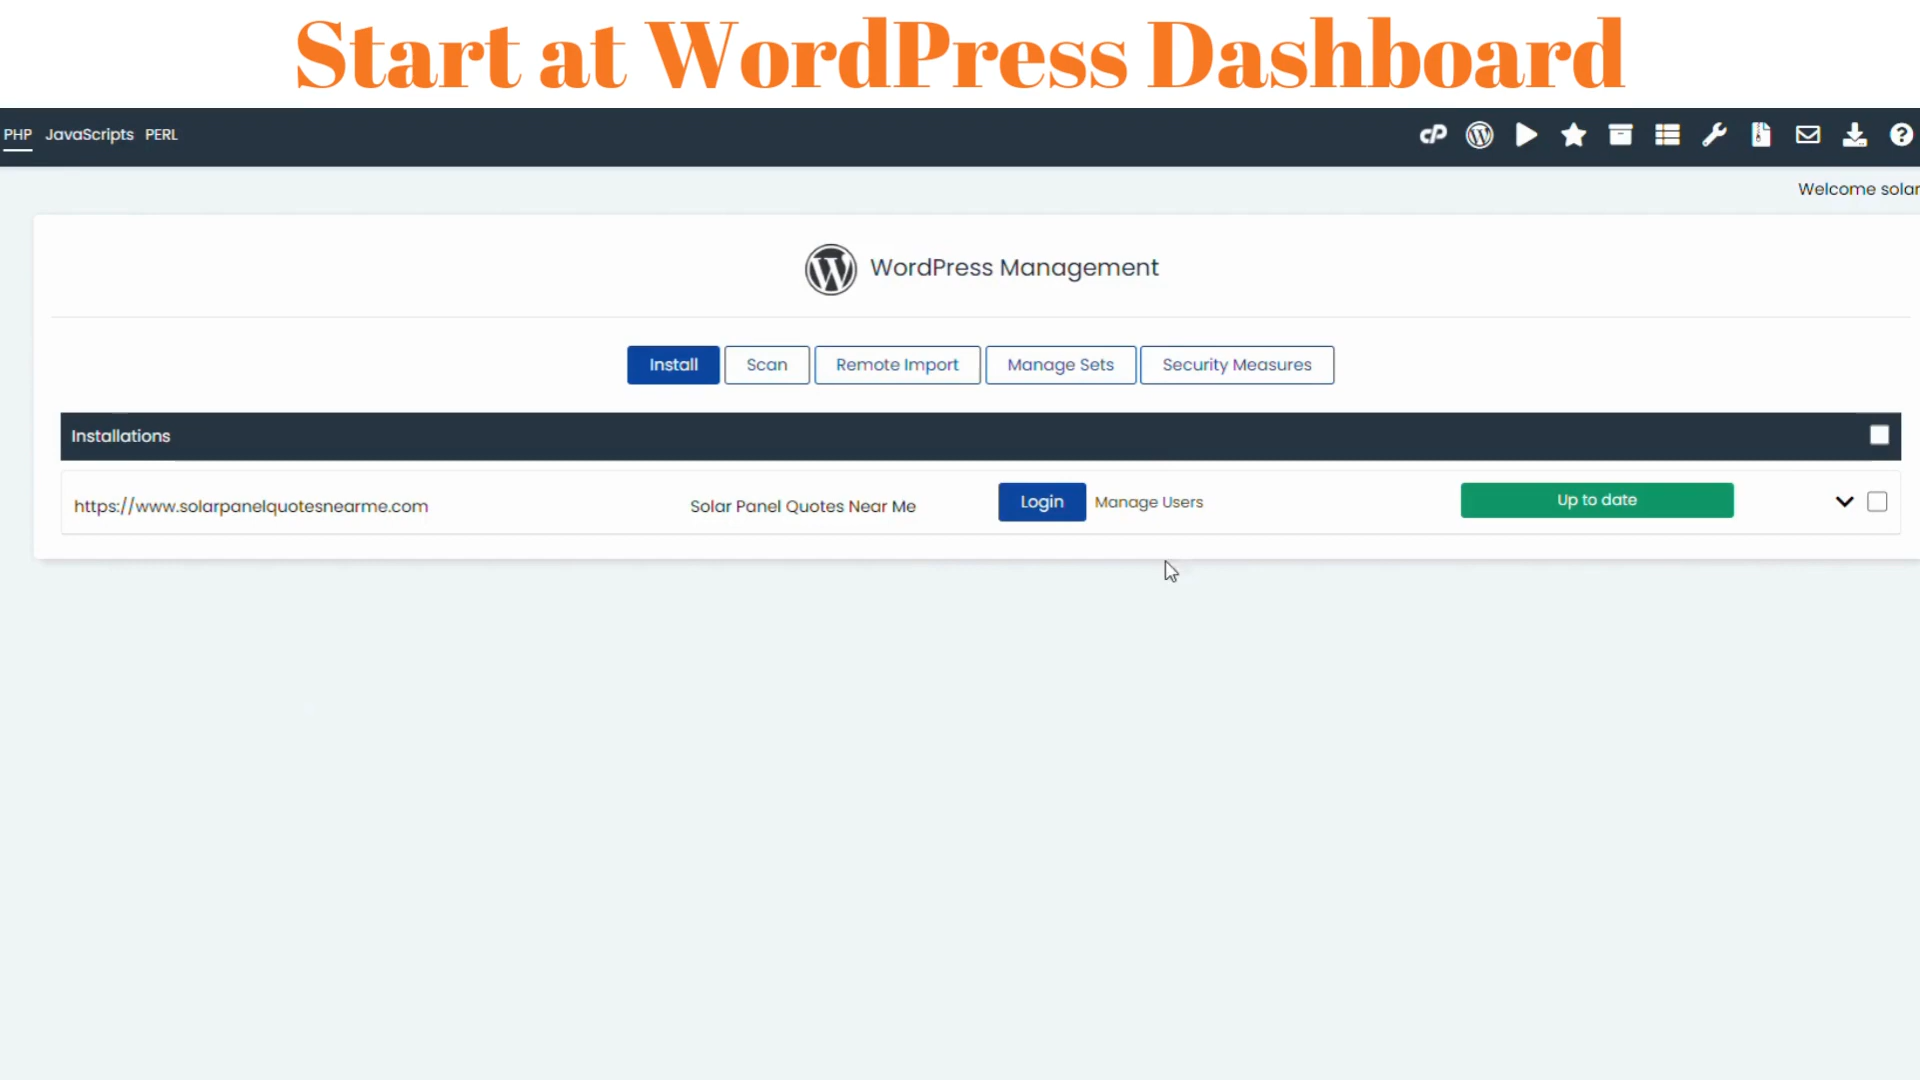 Start at WordPress Dashboard
PHP JavaScripts PERL
Welcome solar
WordPress Management
Install Scan Remote Import Manage Sets Security Measures
Installations
https://www.solarpanelquotesnearme.com Solar Panel Quotes Near Me Login Manage Users Up to date